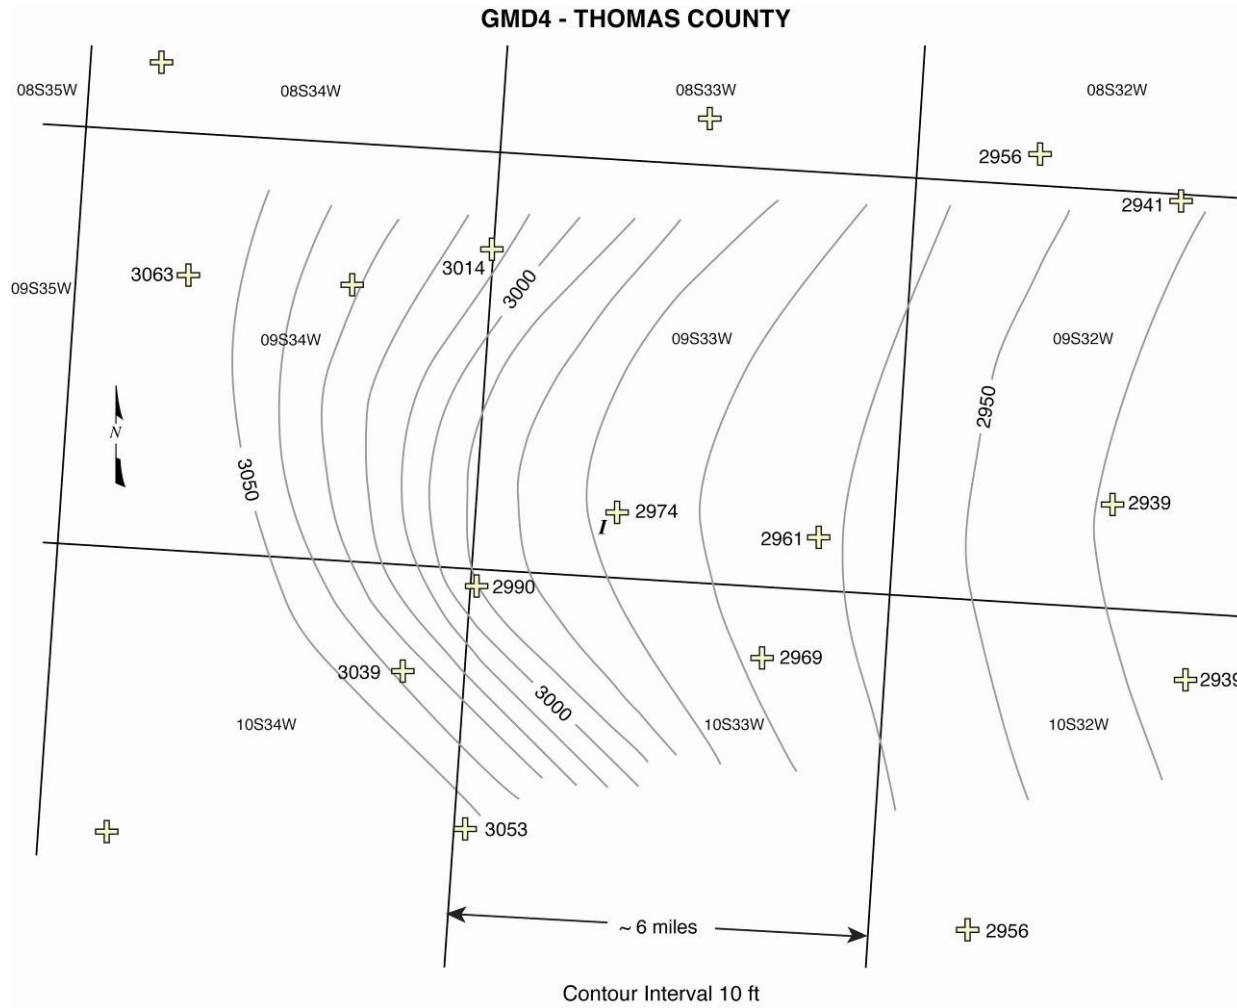 GMD4 - THOMAS COUNTY
08S35W
08S34W
08S33W
08S32W
2956
2941
3063
3014
3000
09S35W
09S34W
09S33W
09S32W
2950
N
3050
2974
I
2961
2939
2990
3039
2969
2939
3000
10S34W
10S33W
10S32W
3053
~ 6 miles
2956
Contour Interval 10 ft